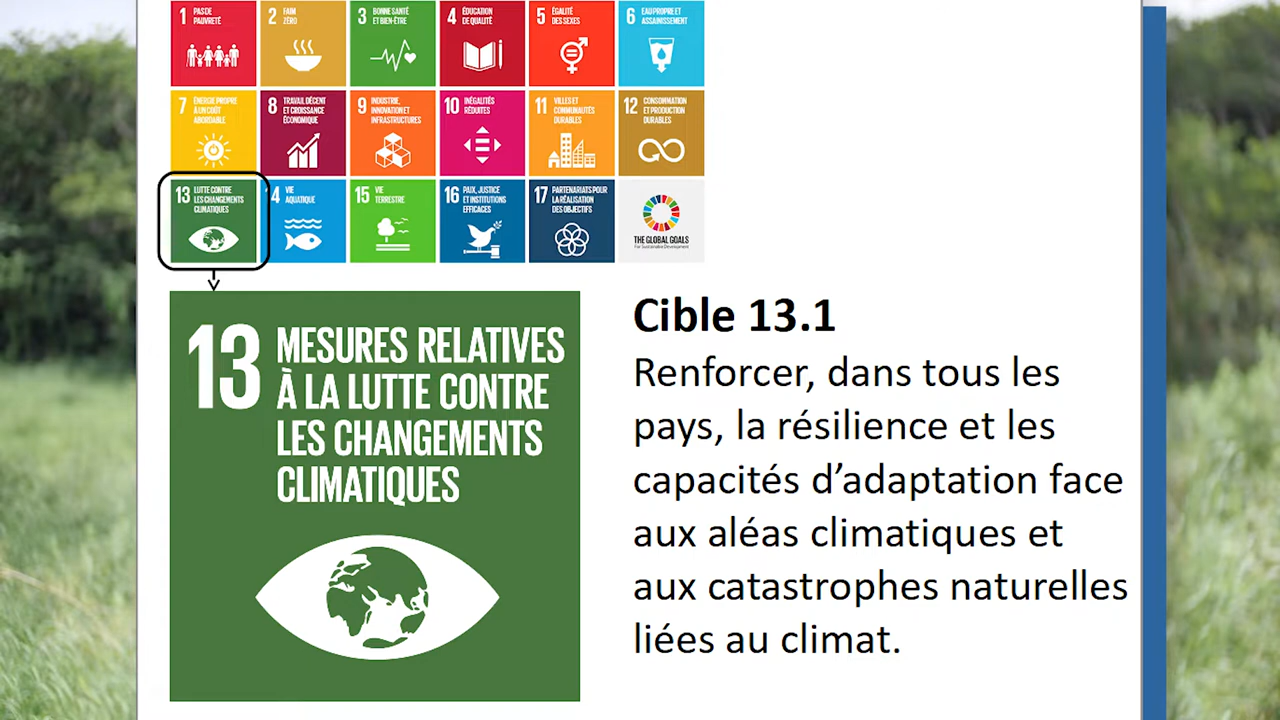 1 PAS DE
PAUVRETÉ
2 FAIM
ZÉRO
3 BONNE SANTÉ
ET BIEN-ÊTRE
4 ÉDUCATION
DE QUALITÉ
5 ÉGALITÉ
DES SEXES
6 EAU PROPRE ET
ASSAINISSEMENT
7 ÉNERGIE PROPRE
À UN COÛT
ABORDABLE
8 TRAVAIL DÉCENT
ET CROISSANCE
ÉCONOMIQUE
9 INDUSTRIE,
INNOVATION ET
INFRASTRUCTURES
10 INÉGALITÉS
RÉDUITES
11 VILLES ET
COMMUNAUTÉS
DURABLES
12 CONSOMMATION
ET PRODUCTION
DURABLES
13 LUTTE CONTRE
LES CHANGEMENTS
CLIMATIQUES
14 VIE
AQUATIQUE
15 VIE
TERRESTRE
16 PAIX, JUSTICE
ET INSTITUTIONS
EFFICACES
17 PARTENARIATS POUR
LA RÉALISATION
DES OBJECTIFS
THE GLOBAL GOALS
For Sustainable Development
13 MESURES RELATIVES
À LA LUTTE CONTRE
LES CHANGEMENTS
CLIMATIQUES
Cible 13.1
Renforcer, dans tous les
pays, la résilience et les
capacités d’adaptation face
aux aléas climatiques et
aux catastrophes naturelles
liées au climat.